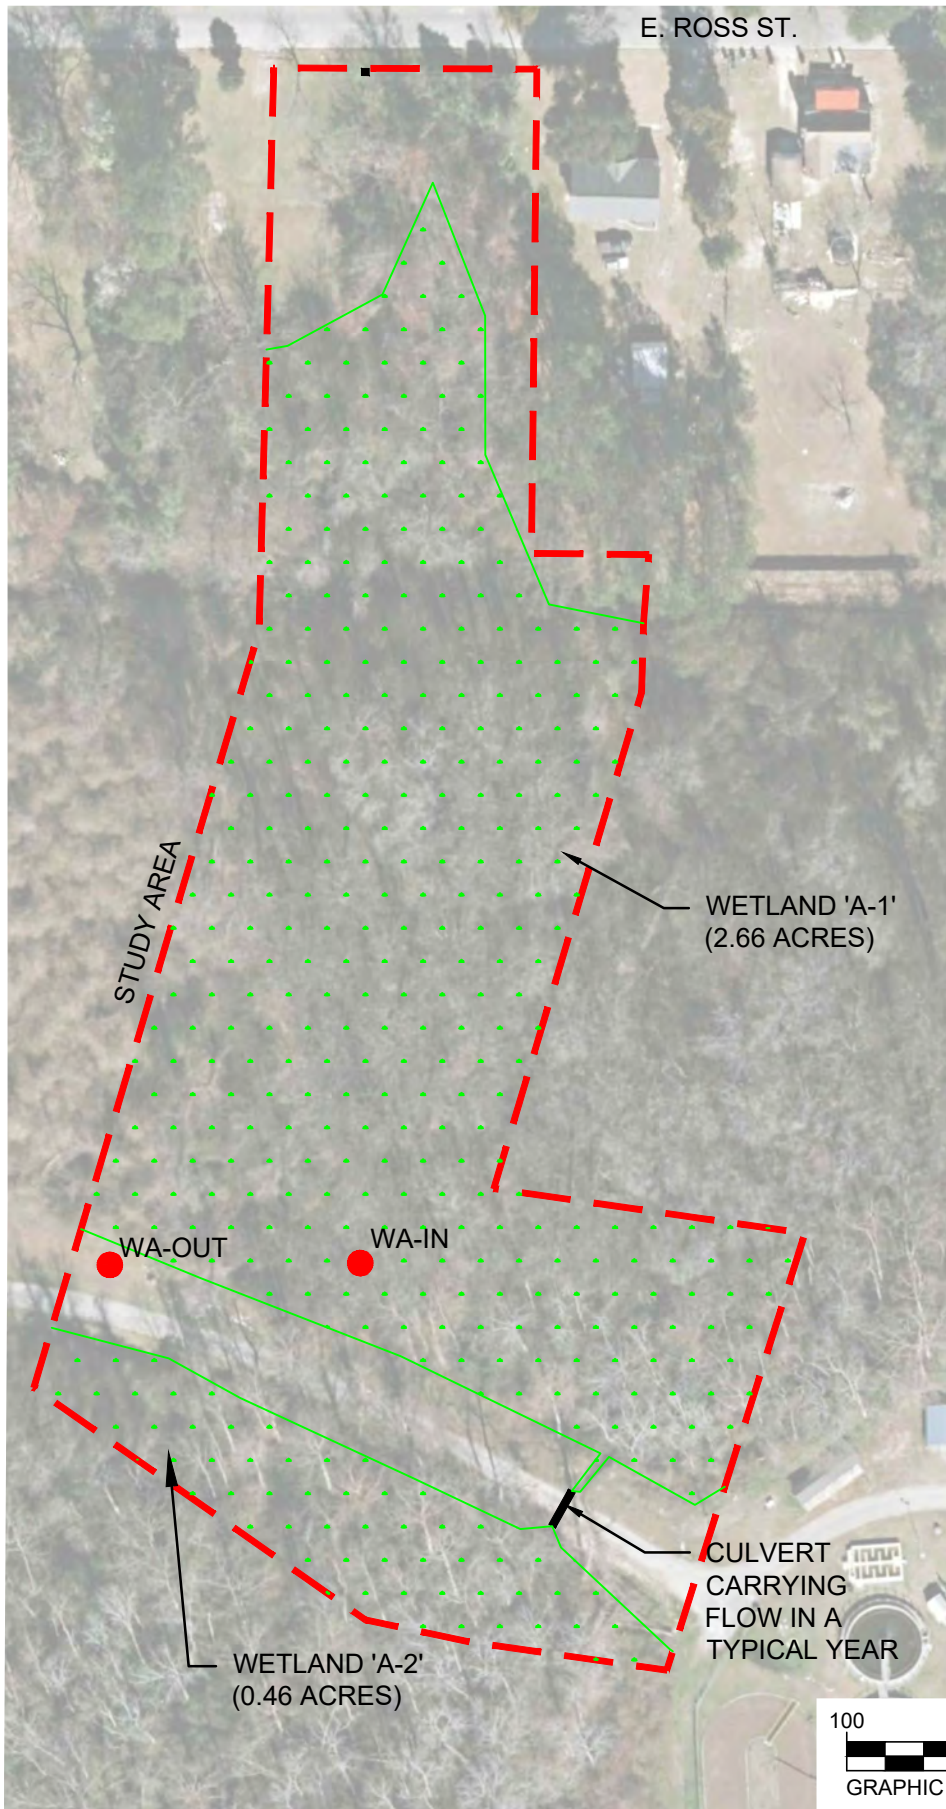 E. ROSS ST.
STUDY AREA
WETLAND 'A-1'
(2.66 ACRES)
WA-OUT
WA-IN
CULVERT
CARRYING
FLOW IN A
TYPICAL YEAR
WETLAND 'A-2'
(0.46 ACRES)
100
GRAPHIC